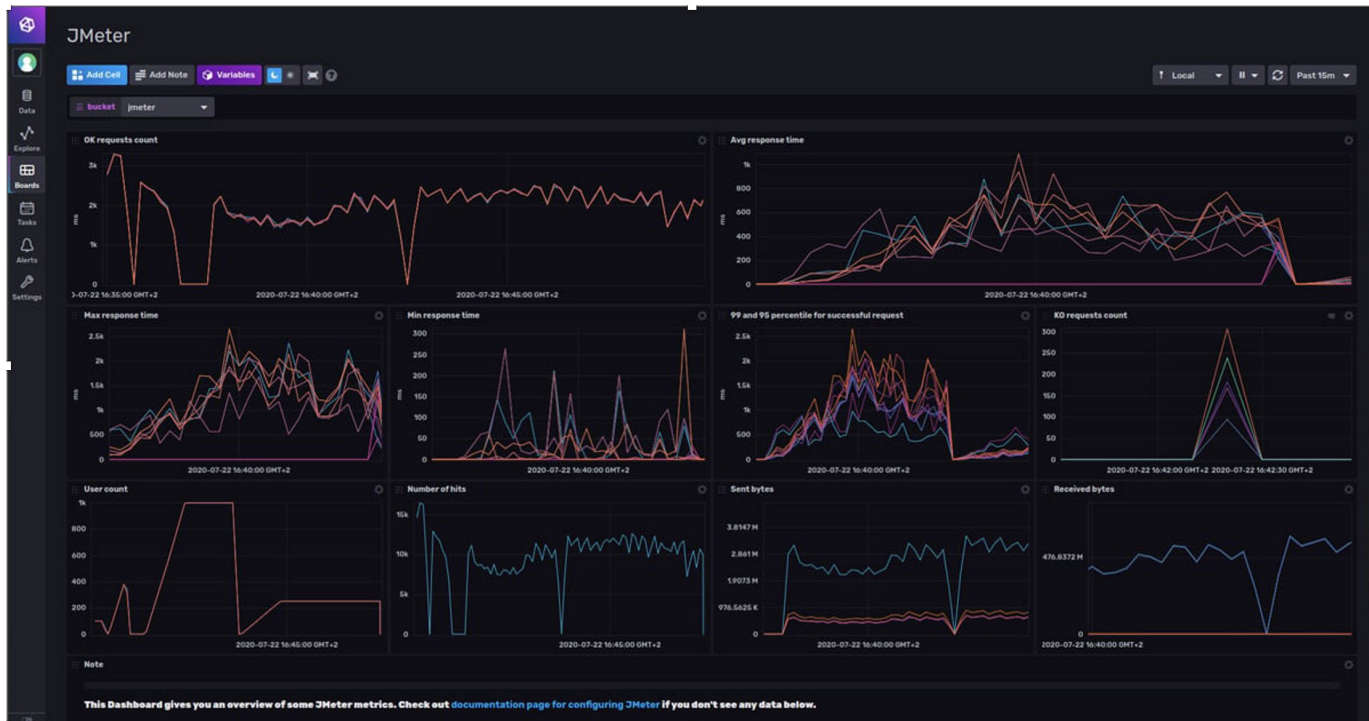 JMeter
Add Cell Add Note Variables Local Past 15m
bucket jmeter
Data
Explore
Boards
Tasks
Alerts
Settings
OK requests count
3k
2k
1k
0
ms
0-07-22 16:35:00 GMT+2 2020-07-22 16:40:00 GMT+2 2020-07-22 16:45:00 GMT+2
Avg response time
1k
800
600
400
200
0
ms
2020-07-22 16:40:00 GMT+2
Max response time
2.5k
2k
1.5k
1k
500
0
ms
2020-07-22 16:40:00 GMT+2
Min response time
300
250
200
150
100
50
0
ms
2020-07-22 16:40:00 GMT+2
99 and 95 percentile for successful request
2.5k
2k
1.5k
1k
500
0
ms
2020-07-22 16:40:00 GMT+2
KO requests count
300
250
200
150
100
50
0
2020-07-22 16:42:00 GMT+2 2020-07-22 16:42:30 GMT+2
User count
1k
800
600
400
200
0
2020-07-22 16:45:00 GMT+2
Number of hits
15k
10k
5k
0
2020-07-22 16:45:00 GMT+2
Sent bytes
3.8147 M
2.861 M
1.9073 M
976.5625 K
0
2020-07-22 16:40:00 GMT+2
Received bytes
476.8372 M
0
2020-07-22 16:40:00 GMT+2
Note
This Dashboard gives you an overview of some JMeter metrics. Check out documentation page for configuring JMeter if you don't see any data below.